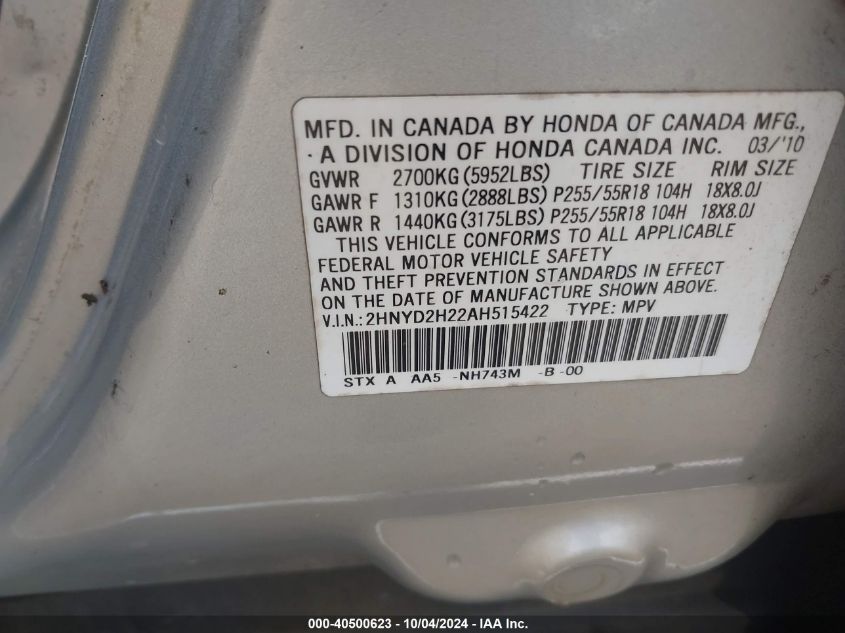 MFD. IN CANADA BY HONDA OF CANADA MFG.,
A DIVISION OF HONDA CANADA INC. 03/'10
GVWR 2700KG(5952LBS) TIRE SIZE RIM SIZE
GAWR F 1310KG(2888LBS) P255/55R18 104H 18X8.0J
GAWR R 1440KG(3175LBS) P255/55R18 104H 18X8.0J
THIS VEHICLE CONFORMS TO ALL APPLICABLE
FEDERAL MOTOR VEHICLE SAFETY
AND THEFT PREVENTION STANDARDS IN EFFECT
ON THE DATE OF MANUFACTURE SHOWN ABOVE.
V.I.N.: 2HNYD2H22AH515422 TYPE: MPV
STX A AA5 -NH743M -B -00
000-40500623 - 10/04/2024 - IAA Inc.